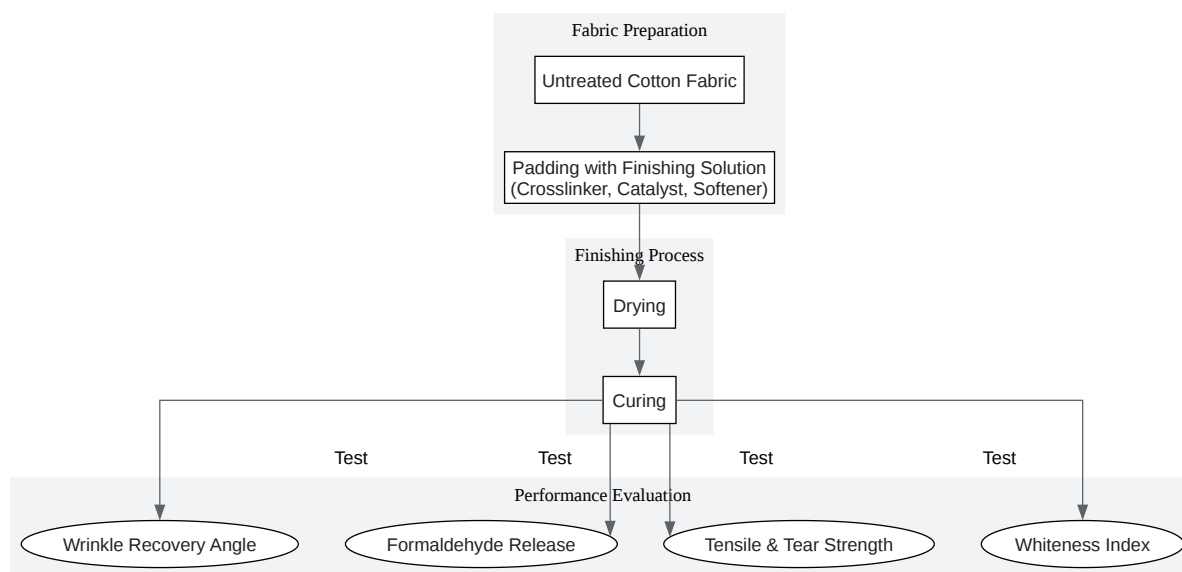 Fabric Preparation
Untreated Cotton Fabric
Padding with Finishing Solution
(Crosslinker, Catalyst, Softener)
Finishing Process
Drying
Curing
Test
Test
Test
Test
Performance Evaluation
Wrinkle Recovery Angle
Formaldehyde Release
Tensile & Tear Strength
Whiteness Index